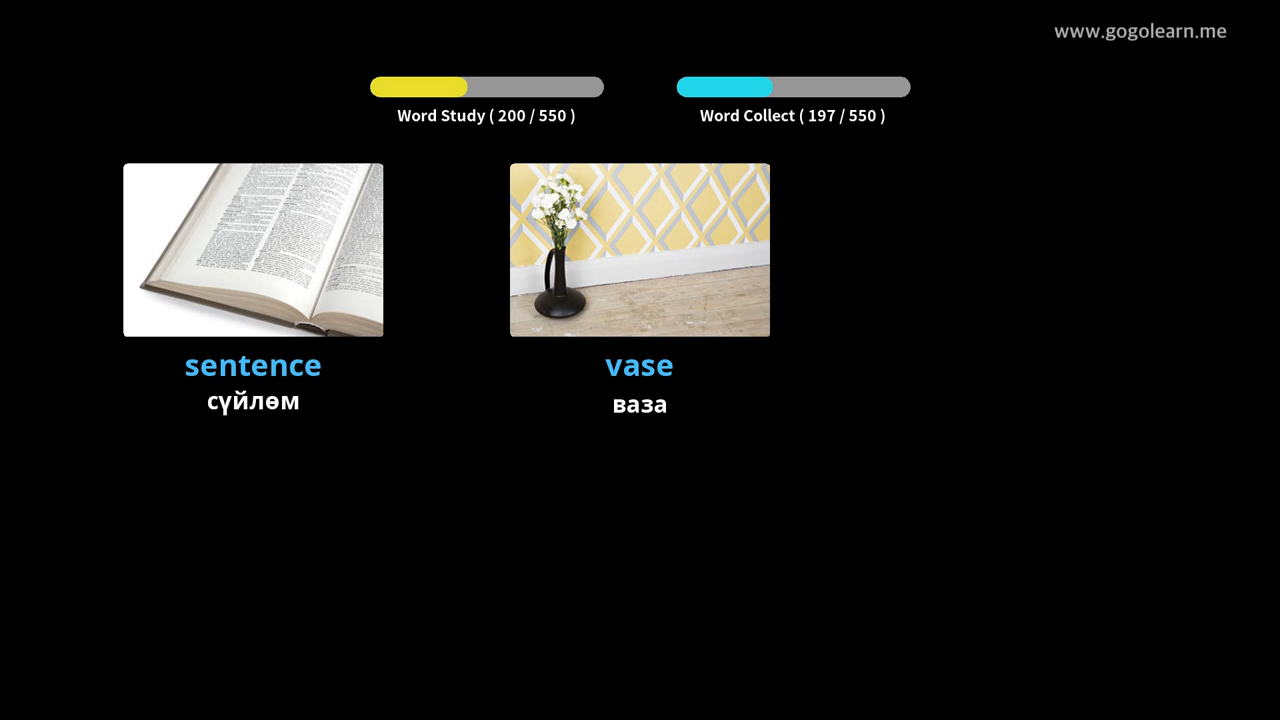 www.gogolearn.me
Word Study ( 200 / 550 )
Word Collect ( 197 / 550 )
sentence
сүйлөм
vase
ваза